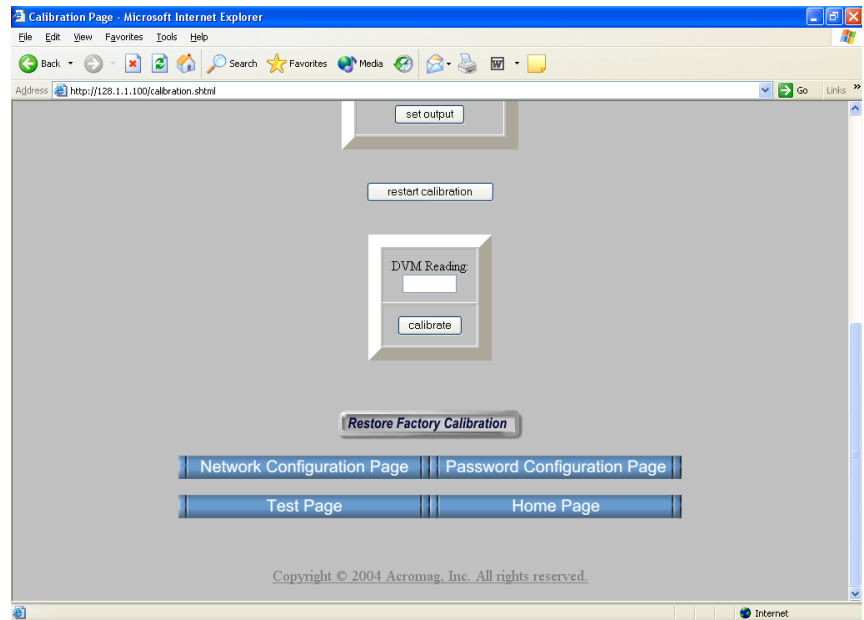 Calibration Page - Microsoft Internet Explorer
File Edit View Favorites Tools Help
Back Search Favorites Media
Address http://128.1.1.100/calibration.shtml Go Links »
set output
restart calibration
DVM Reading:
calibrate
Restore Factory Calibration
Network Configuration Page Password Configuration Page
Test Page Home Page
Copyright © 2004 Acromag, Inc. All rights reserved.
Internet